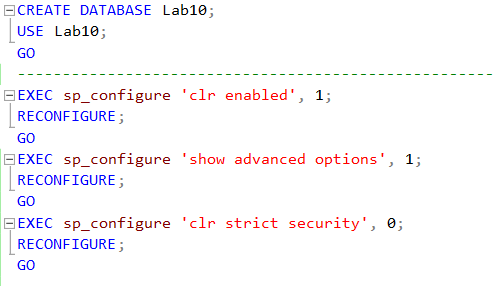 CREATE DATABASE Lab10;
USE Lab10;
GO
----------------------------------------------------
EXEC sp_configure 'clr enabled', 1;
RECONFIGURE;
GO
EXEC sp_configure 'show advanced options', 1;
RECONFIGURE;
GO
EXEC sp_configure 'clr strict security', 0;
RECONFIGURE;
GO